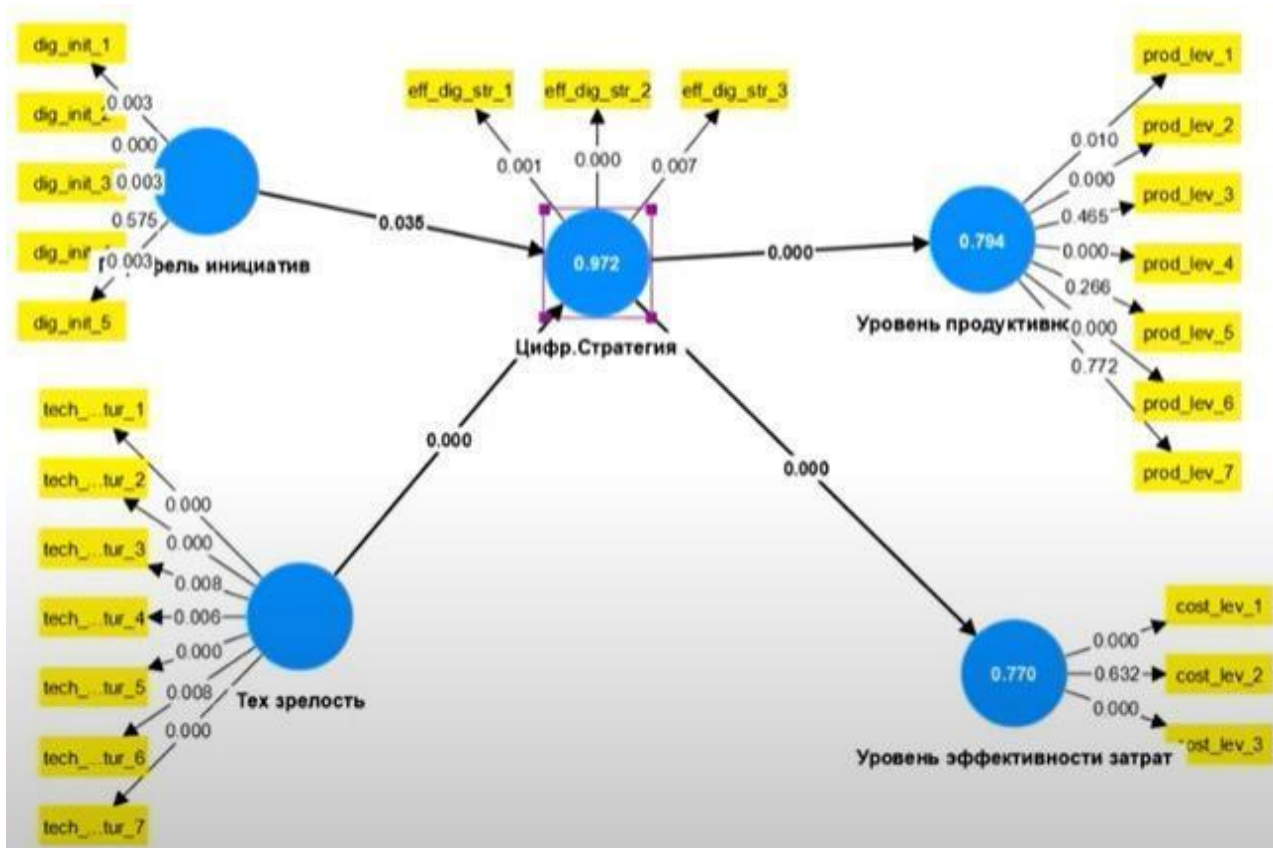 dig_init_1
dig_init_3
dig_init_5
0.003
0.000
0.003
0.575
0.003
eff_dig_str_1
eff_dig_str_2
eff_dig_str_3
0.001
0.000
0.007
0.035
0.972
Цифр.Стратегия
0.000
0.794
prod_lev_1
prod_lev_2
prod_lev_3
prod_lev_4
prod_lev_5
prod_lev_6
prod_lev_7
0.010
0.000
0.465
0.000
0.266
0.000
0.772
tech_...tur_1
tech_...tur_2
tech_...tur_3
tech_...tur_4
tech_...tur_5
tech_...tur_6
tech_...tur_7
0.000
0.000
0.008
0.006
0.000
0.008
0.000
Тех зрелость
0.000
0.000
0.770
cost_lev_1
cost_lev_2
0.000
0.632
0.000
Уровень эффективности затрат
инициатив
Уровень